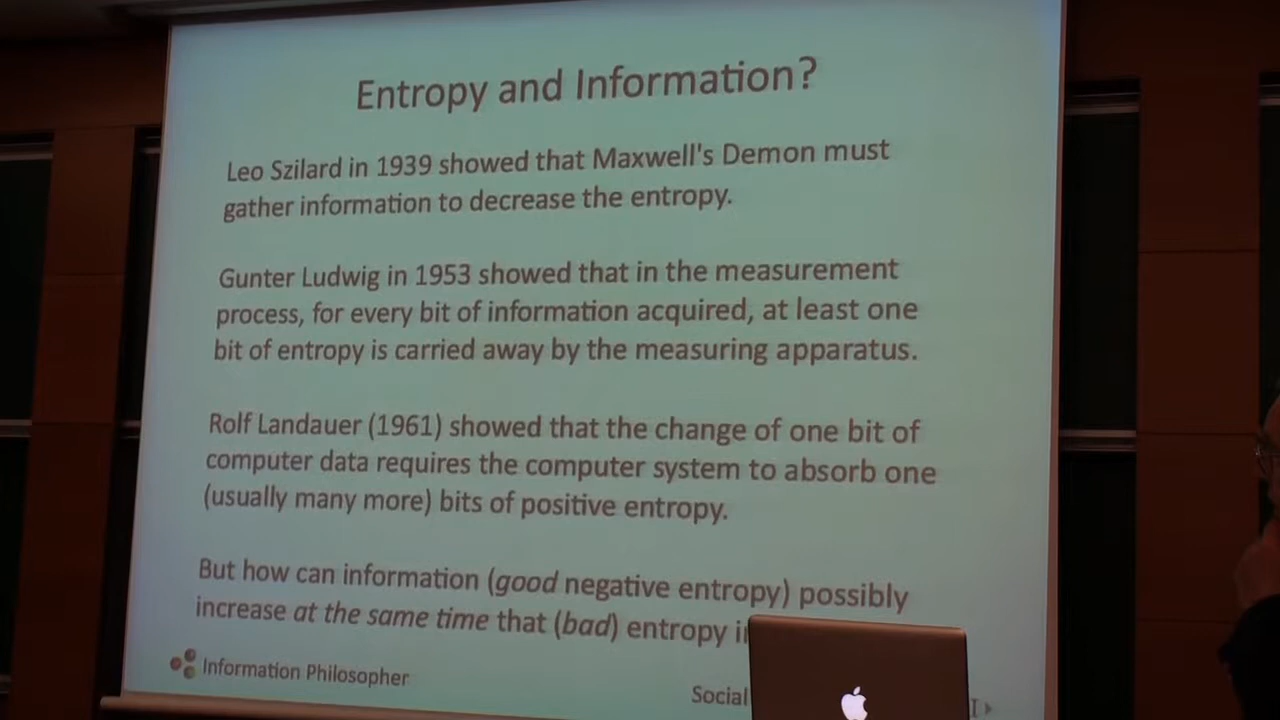 Entropy and Information?
Leo Szilard in 1939 showed that Maxwell's Demon must
gather information to decrease the entropy.
Gunter Ludwig in 1953 showed that in the measurement
process, for every bit of information acquired, at least one
bit of entropy is carried away by the measuring apparatus.
Rolf Landauer (1961) showed that the change of one bit of
computer data requires the computer system to absorb one
(usually many more) bits of positive entropy.
But how can information (good negative entropy) possibly
increase at the same time that (bad) entropy
Information Philosopher
Social